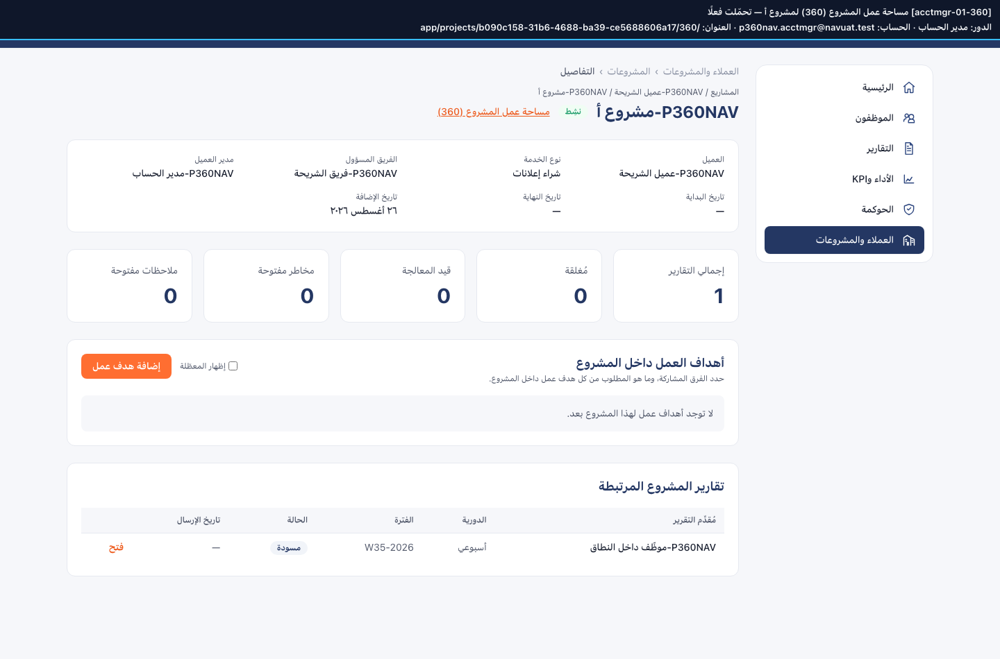 [acctmgr-01-360] مساحة عمل المشروع (360) لمشروع أ — تحمّلت فعلًا
الدور: مدير الحساب · الحساب: p360nav.acctmgr@navuat.test · العنوان: /app/projects/b090c158-31b6-4688-ba39-ce5688606a17/360
الرئيسية
الموظفون
التقارير
الأداء وKPI
الحوكمة
العملاء والمشروعات
العملاء والمشروعات › المشروعات › التفاصيل
المشاريع / P360NAV-عميل الشريحة / P360NAV-مشروع أ
P360NAV-مشروع أ نشِط مساحة عمل المشروع (360)
العميل نوع الخدمة الفريق المسؤول مدير العميل
P360NAV-عميل الشريحة شراء إعلانات P360NAV-فريق الشريحة P360NAV-مدير الحساب
تاريخ البداية تاريخ النهاية تاريخ الإضافة
— — ٢٦ أغسطس ٢٠٢٦
إجمالي التقارير مُغلقة قيد المعالجة مخاطر مفتوحة ملاحظات مفتوحة
1 0 0 0 0
أهداف العمل داخل المشروع إظهار المعطّلة إضافة هدف عمل
حدد الفرق المشاركة، وما هو المطلوب من كل هدف عمل داخل المشروع.
لا توجد أهداف عمل لهذا المشروع بعد.
تقارير المشروع المرتبطة
مُقدِّم التقرير الدورية الفترة الحالة تاريخ الإرسال
P360NAV-موظّف داخل النطاق أسبوعي 2026-W35 مسودة — فتح